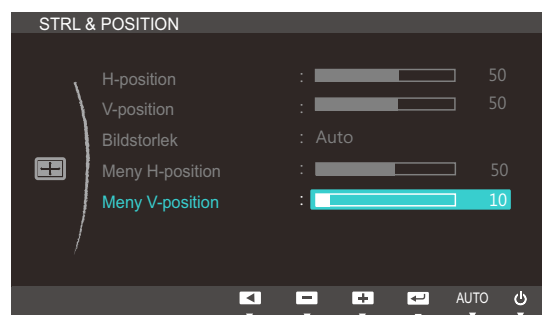 STRL & POSITION
H-position : 50
V-position : 50
Bildstorlek : Auto
Meny H-position : 50
Meny V-position : 10
AUTO